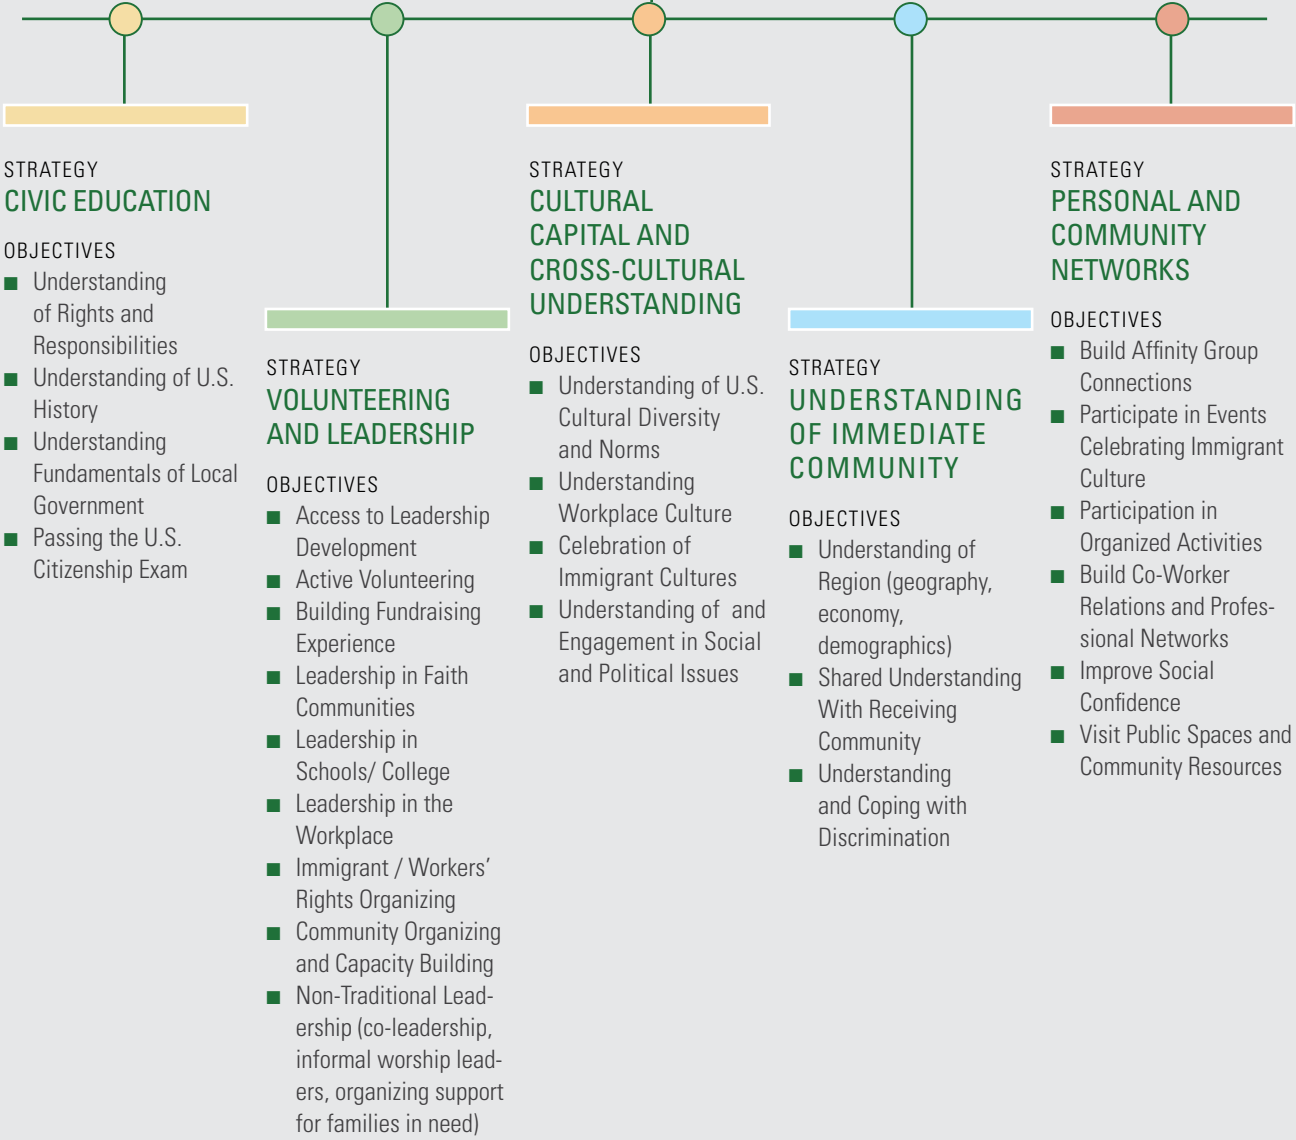 STRATEGY
CIVIC EDUCATION
OBJECTIVES
■ Understanding
of Rights and
Responsibilities
■ Understanding of U.S.
History
■ Understanding
Fundamentals of Local
Government
■ Passing the U.S.
Citizenship Exam
STRATEGY
VOLUNTEERING
AND LEADERSHIP
OBJECTIVES
■ Access to Leadership
Development
■ Active Volunteering
■ Building Fundraising
Experience
■ Leadership in Faith
Communities
■ Leadership in
Schools/ College
■ Leadership in the
Workplace
■ Immigrant / Workers’
Rights Organizing
■ Community Organizing
and Capacity Building
■ Non-Traditional Lead-
ership (co-leadership,
informal worship lead-
ers, organizing support
for families in need)
STRATEGY
CULTURAL
CAPITAL AND
CROSS-CULTURAL
UNDERSTANDING
OBJECTIVES
■ Understanding of U.S.
Cultural Diversity
and Norms
■ Understanding
Workplace Culture
■ Celebration of
Immigrant Cultures
■ Understanding of and
Engagement in Social
and Political Issues
STRATEGY
UNDERSTANDING
OF IMMEDIATE
COMMUNITY
OBJECTIVES
■ Understanding of
Region (geography,
economy,
demographics)
■ Shared Understanding
With Receiving
Community
■ Understanding
and Coping with
Discrimination
STRATEGY
PERSONAL AND
COMMUNITY
NETWORKS
OBJECTIVES
■ Build Affinity Group
Connections
■ Participate in Events
Celebrating Immigrant
Culture
■ Participation in
Organized Activities
■ Build Co-Worker
Relations and Profes-
sional Networks
■ Improve Social
Confidence
■ Visit Public Spaces and
Community Resources